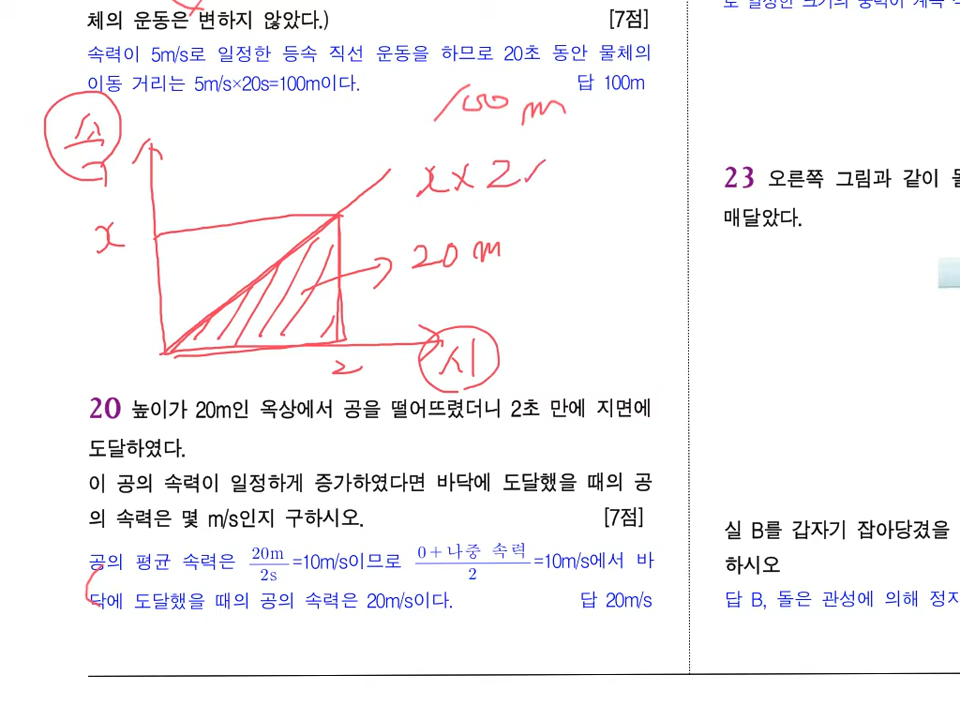 체의 운동은 변하지 않았다.) [7점]
속력이 5m/s로 일정한 등속 직선 운동을 하므로 20초 동안 물체의
이동 거리는 5m/s×20s=100m이다. 답 100m
100 m
속
x × 2
x
20 m
2
시
20 높이가 20m인 옥상에서 공을 떨어뜨렸더니 2초 만에 지면에
도달하였다.
이 공의 속력이 일정하게 증가하였다면 바닥에 도달했을 때의 공
의 속력은 몇 m/s인지 구하시오. [7점]
공의 평균 속력은 20m/2s=10m/s이므로 0+나중 속력/2=10m/s에서 바
닥에 도달했을 때의 공의 속력은 20m/s이다. 답 20m/s
23 오른쪽 그림과 같이
매달았다.
실 B를 갑자기 잡아당겼을
하시오
답 B, 돌은 관성에 의해